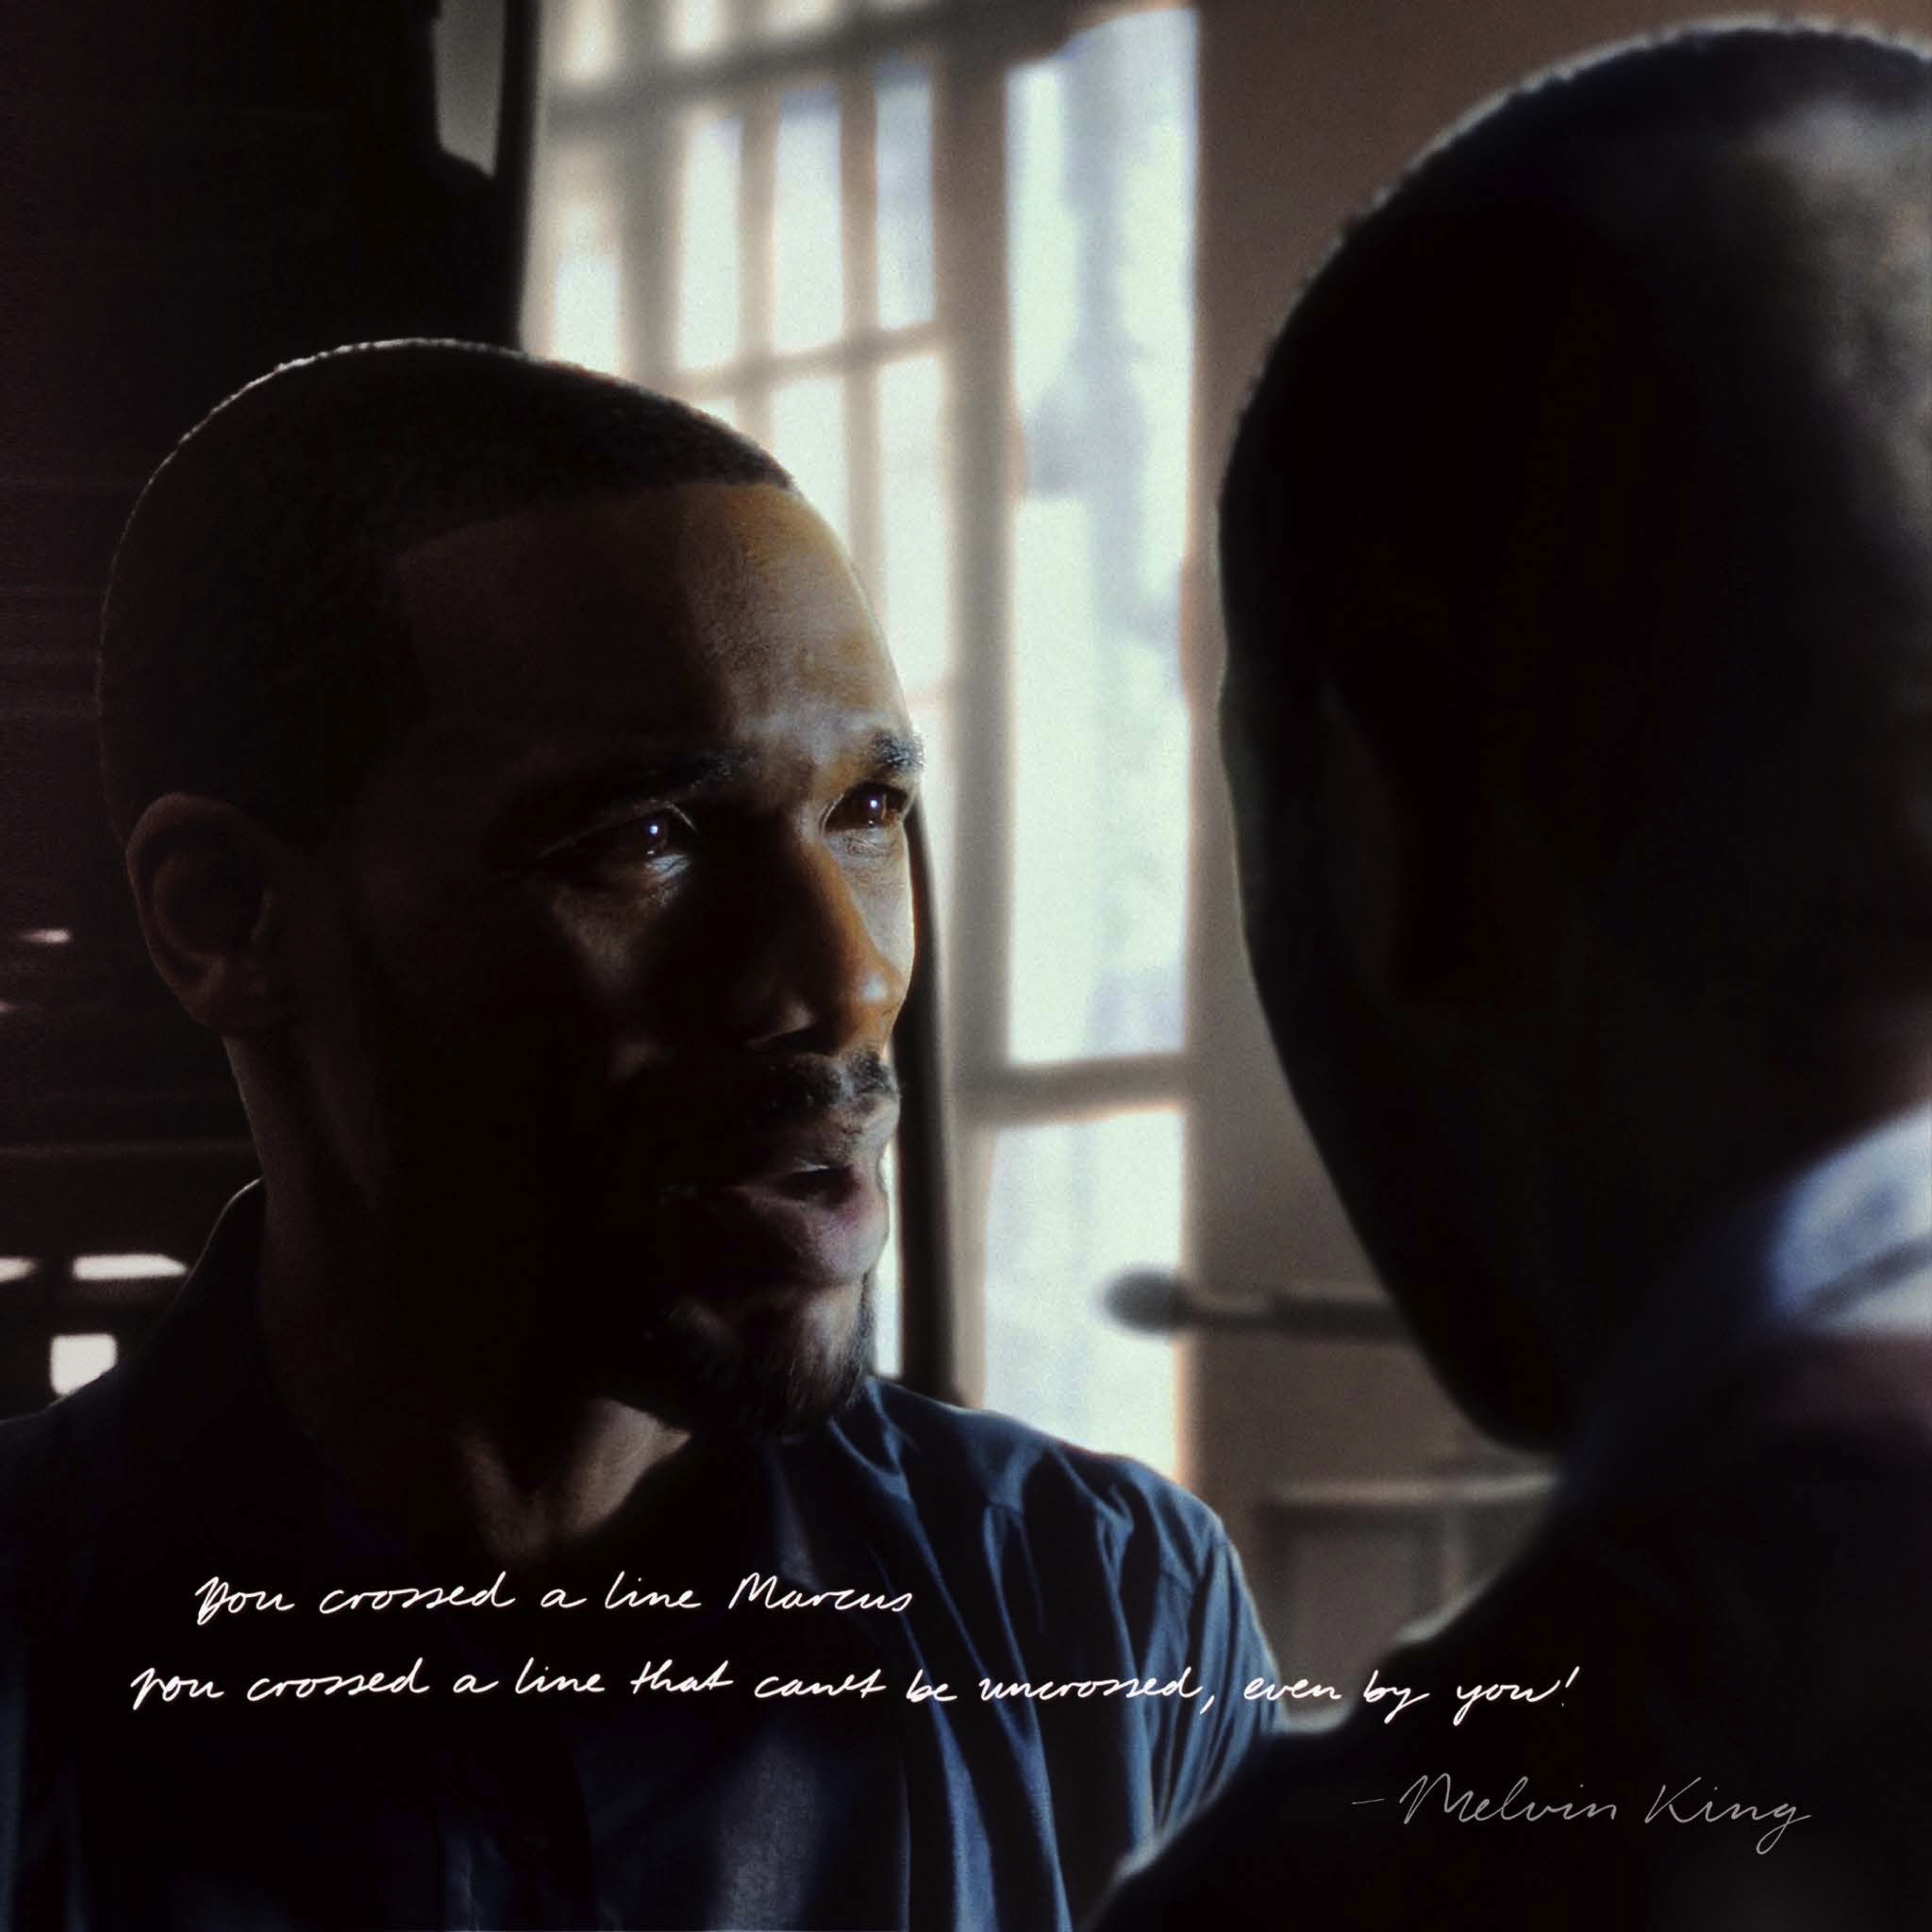 You crossed a line Marcus
you crossed a line that can't be uncrossed, even by you!
- Melvin King